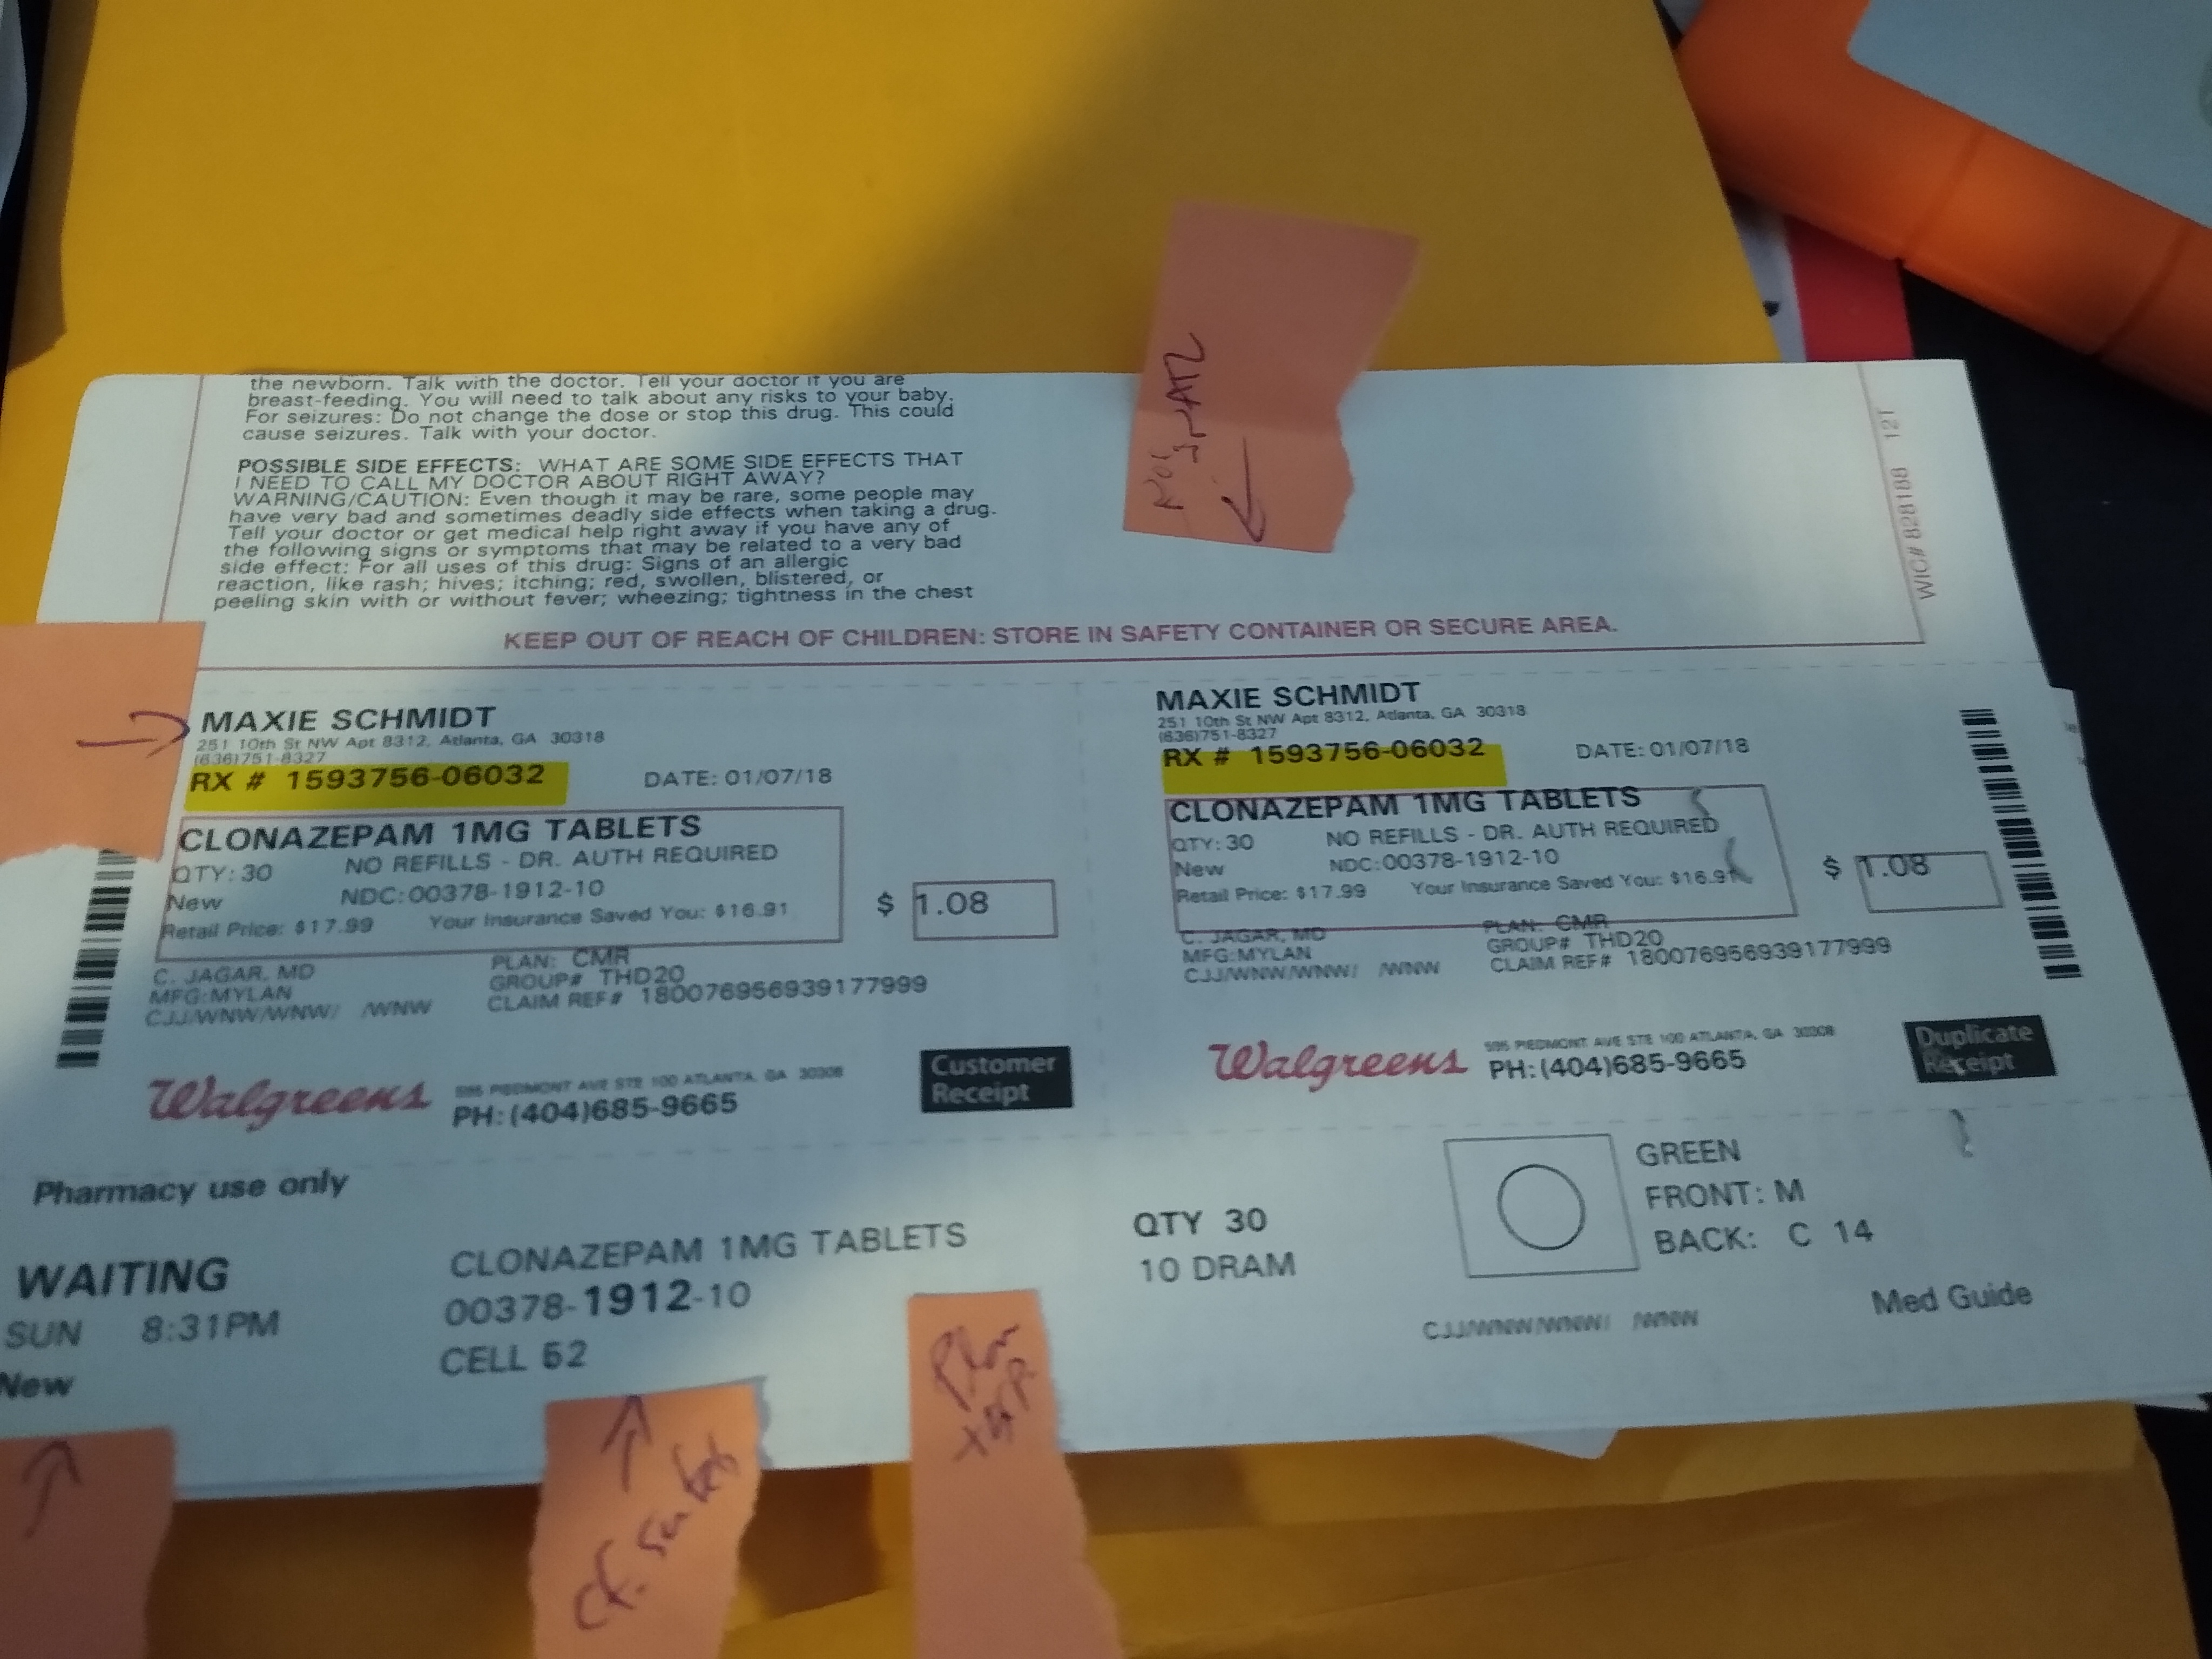 the newborn. Talk with the doctor. Tell your doctor if you are
breast-feeding. You will need to talk about any risks to your baby.
For seizures: Do not change the dose or stop this drug. This could
cause seizures. Talk with your doctor.
POSSIBLE SIDE EFFECTS: WHAT ARE SOME SIDE EFFECTS THAT
I NEED TO CALL MY DOCTOR ABOUT RIGHT AWAY?
WARNING/CAUTION: Even though it may be rare, some people may
have very bad and sometimes deadly side effects when taking a drug.
Tell your doctor or get medical help right away if you have any of
the following signs or symptoms that may be related to a very bad
side effect: For all uses of this drug: Signs of an allergic
reaction, like rash; hives; itching; red, swollen, blistered, or
peeling skin with or without fever; wheezing; tightness in the chest
WIC# 828188 12T
KEEP OUT OF REACH OF CHILDREN: STORE IN SAFETY CONTAINER OR SECURE AREA.
MAXIE SCHMIDT
251 10th St NW Apt 8312, Atlanta, GA 30318
(636)751-8327
RX # 1593756-06032 DATE: 01/07/18
CLONAZEPAM 1MG TABLETS
QTY: 30 NO REFILLS - DR. AUTH REQUIRED
New NDC:00378-1912-10
Retail Price: $17.99 Your Insurance Saved You: $16.91
$ 1.08
C. JAGAR, MD PLAN: CMR
MFG:MYLAN GROUP# THD20
CJJ/WNW/WNW/ /WNW CLAIM REF# 180076956939177999
Walgreens 595 PIEDMONT AVE STE 100 ATLANTA, GA 30308
PH: (404)685-9665
Customer
Receipt
MAXIE SCHMIDT
251 10th St NW Apt 8312, Atlanta, GA 30318
(636)751-8327
RX # 1593756-06032 DATE: 01/07/18
CLONAZEPAM 1MG TABLETS
QTY: 30 NO REFILLS - DR. AUTH REQUIRED
New NDC:00378-1912-10
Retail Price: $17.99 Your Insurance Saved You: $16.91
$ 1.08
C. JAGAR, MD PLAN: CMR
MFG:MYLAN GROUP# THD20
CJJ/WNW/WNW/ /WNW CLAIM REF# 180076956939177999
Walgreens 595 PIEDMONT AVE STE 100 ATLANTA, GA 30308
PH: (404)685-9665
Duplicate
Receipt
Pharmacy use only
WAITING
SUN 8:31PM
New
CLONAZEPAM 1MG TABLETS
00378-1912-10
CELL 52
QTY 30
10 DRAM
GREEN
FRONT: M
BACK: C 14
CJJ/WNW/WNW/ /WNW
Med Guide
cf.